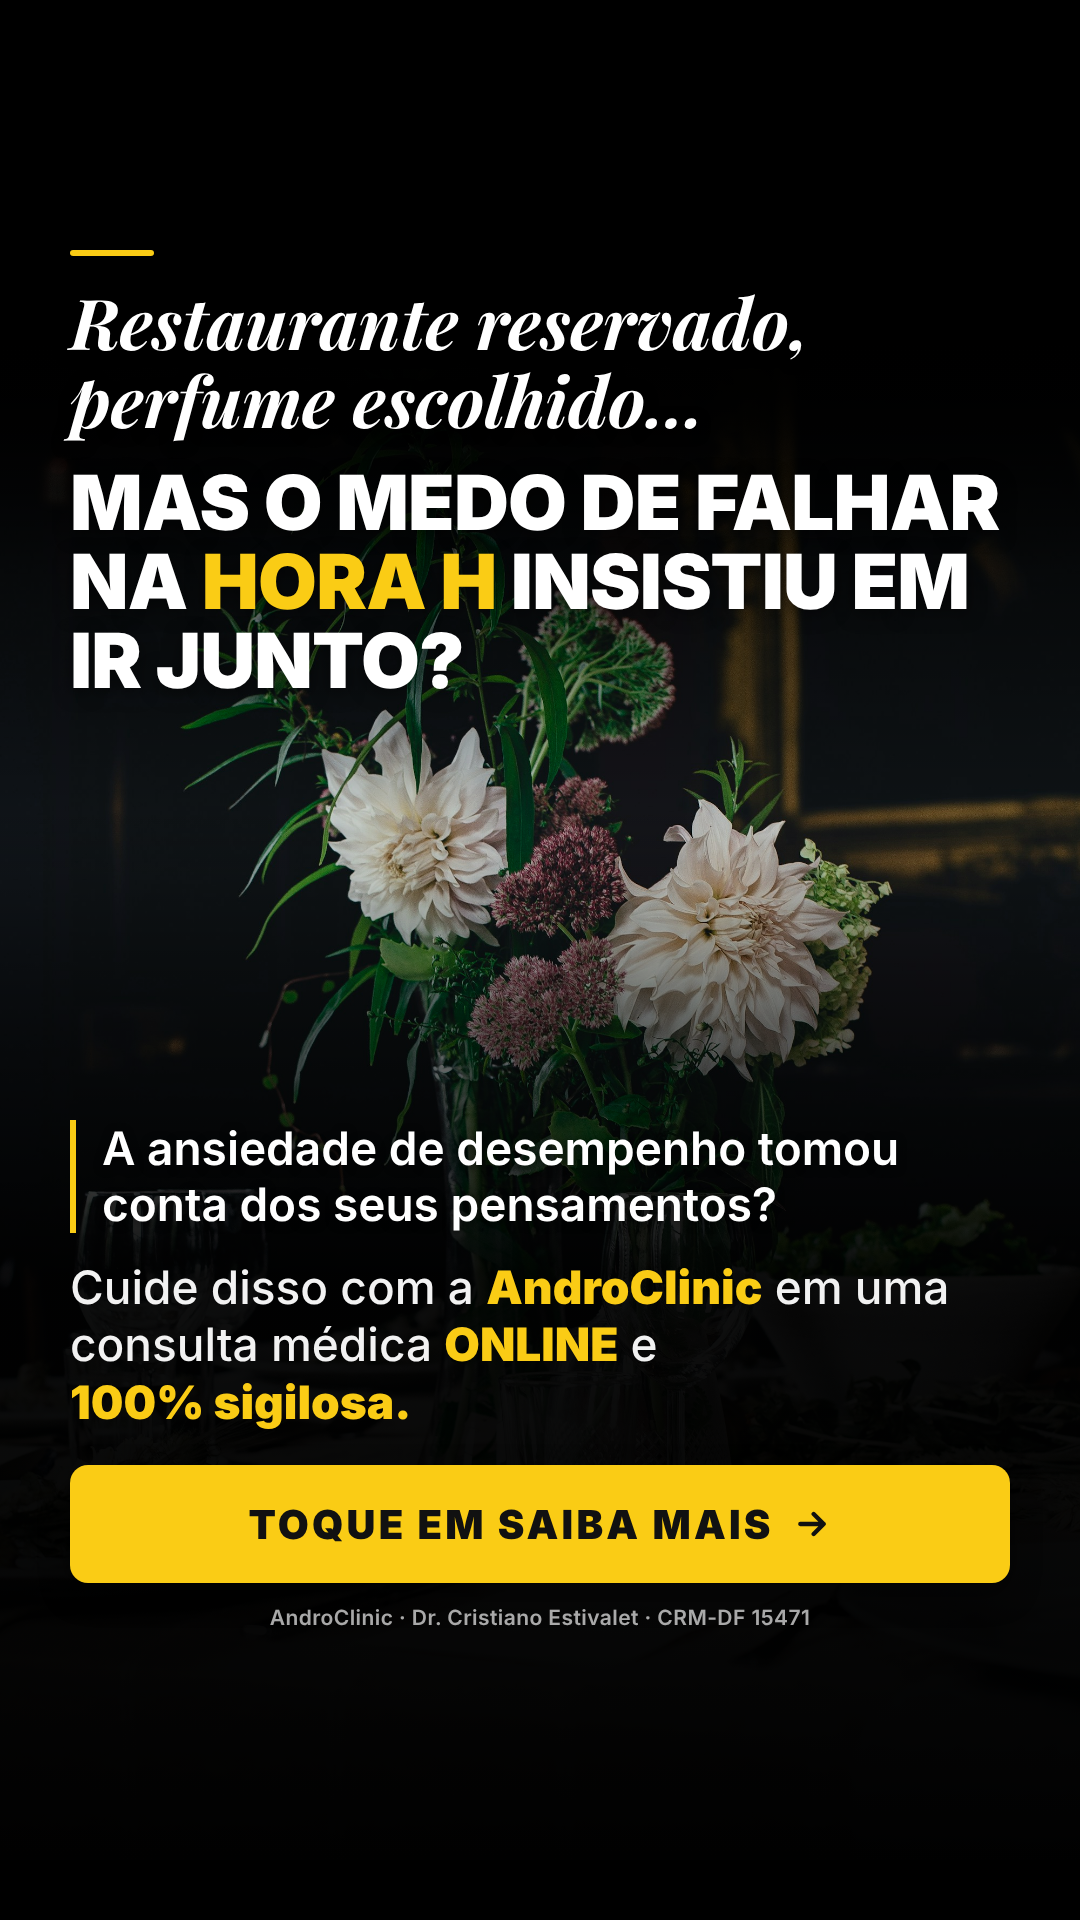 Restaurante reservado,
perfume escolhido...
MAS O MEDO DE FALHAR
NA HORA H INSISTIU EM
IR JUNTO?
A ansiedade de desempenho tomou
conta dos seus pensamentos?
Cuide disso com a AndroClinic em uma
consulta médica ONLINE e
100% sigilosa.
TOQUE EM SAIBA MAIS →
AndroClinic · Dr. Cristiano Estivalet · CRM-DF 15471